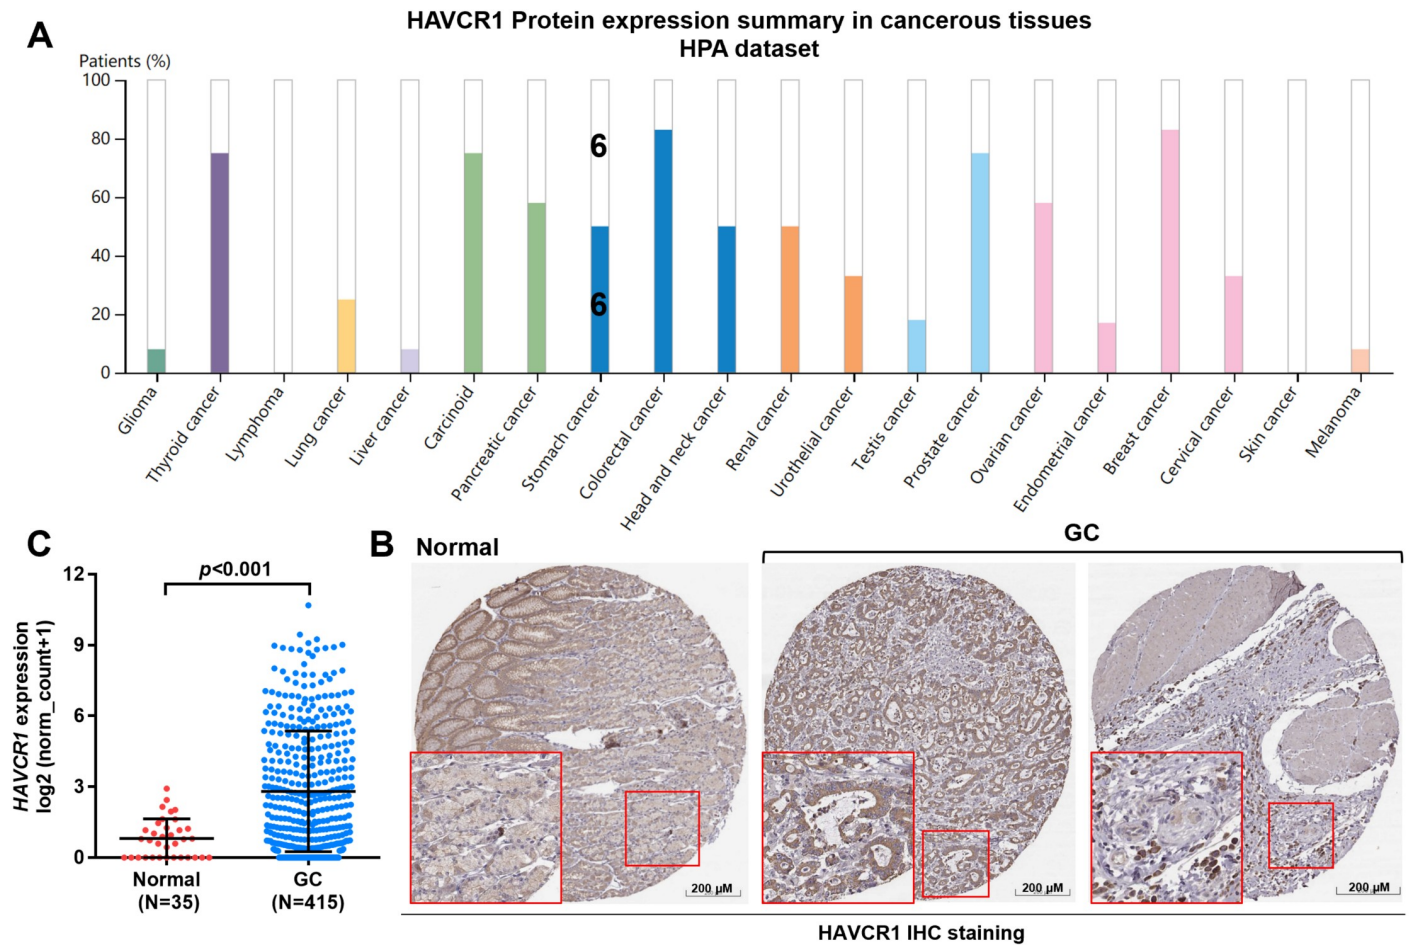 A
HAVCR1 Protein expression summary in cancerous tissues
HPA dataset
Patients (%)
100
80
60
40
20
0
6
6
Glioma
Thyroid cancer
Lymphoma
Lung cancer
Liver cancer
Carcinoid
Pancreatic cancer
Stomach cancer
Colorectal cancer
Head and neck cancer
Renal cancer
Urothelial cancer
Testis cancer
Prostate cancer
Ovarian cancer
Endometrial cancer
Breast cancer
Cervical cancer
Skin cancer
Melanoma
C
p<0.001
HAVCR1 expression
log2 (norm_count+1)
12
9
6
3
0
Normal
(N=35)
GC
(N=415)
B
Normal
GC
200 μM
200 μM
200 μM
HAVCR1 IHC staining